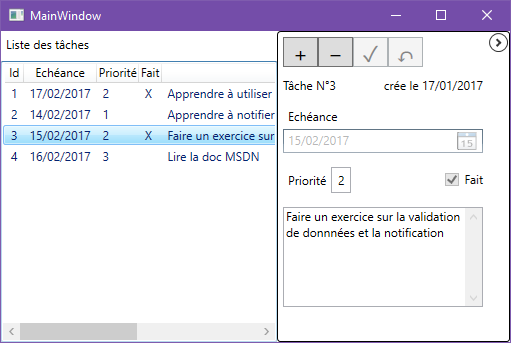 MainWindow
Liste des tâches
Id Echéance Priorité Fait
1 17/02/2017 2 X Apprendre à utiliser
2 14/02/2017 1 Apprendre à notifier
3 15/02/2017 2 X Faire un exercice sur
4 16/02/2017 3 Lire la doc MSDN
+ −
Tâche N°3 crée le 17/01/2017
Echéance
15/02/2017 15
Priorité 2 Fait
Faire un exercice sur la validation
de donnnées et la notification